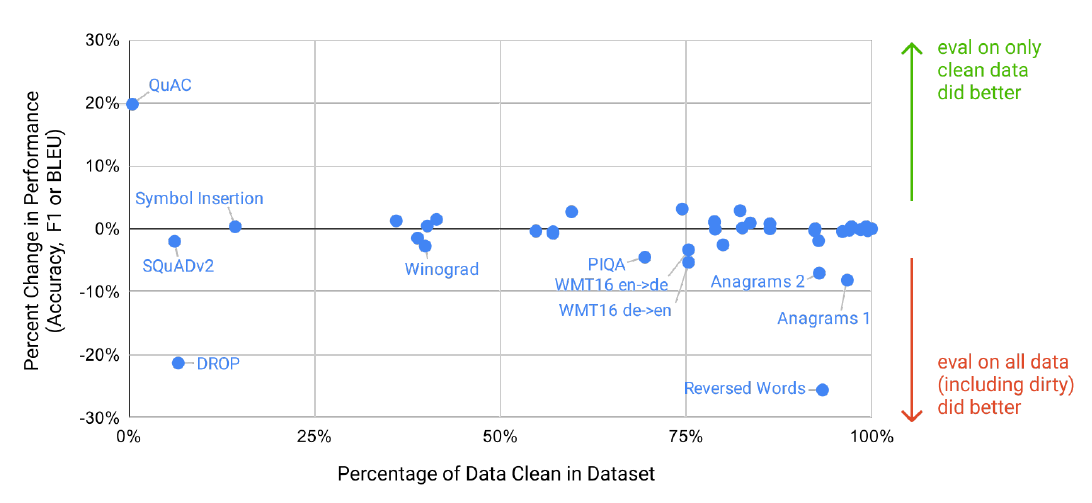 30%
20%
10%
0%
-10%
-20%
-30%
Percent Change in Performance
(Accuracy, F1 or BLEU)
QuAC
Symbol Insertion
SQuADv2
DROP
Winograd
PIQA
WMT16 en->de
WMT16 de->en
Anagrams 2
Anagrams 1
Reversed Words
0%
25%
50%
75%
100%
Percentage of Data Clean in Dataset
eval on only
clean data
did better
eval on all data
(including dirty)
did better